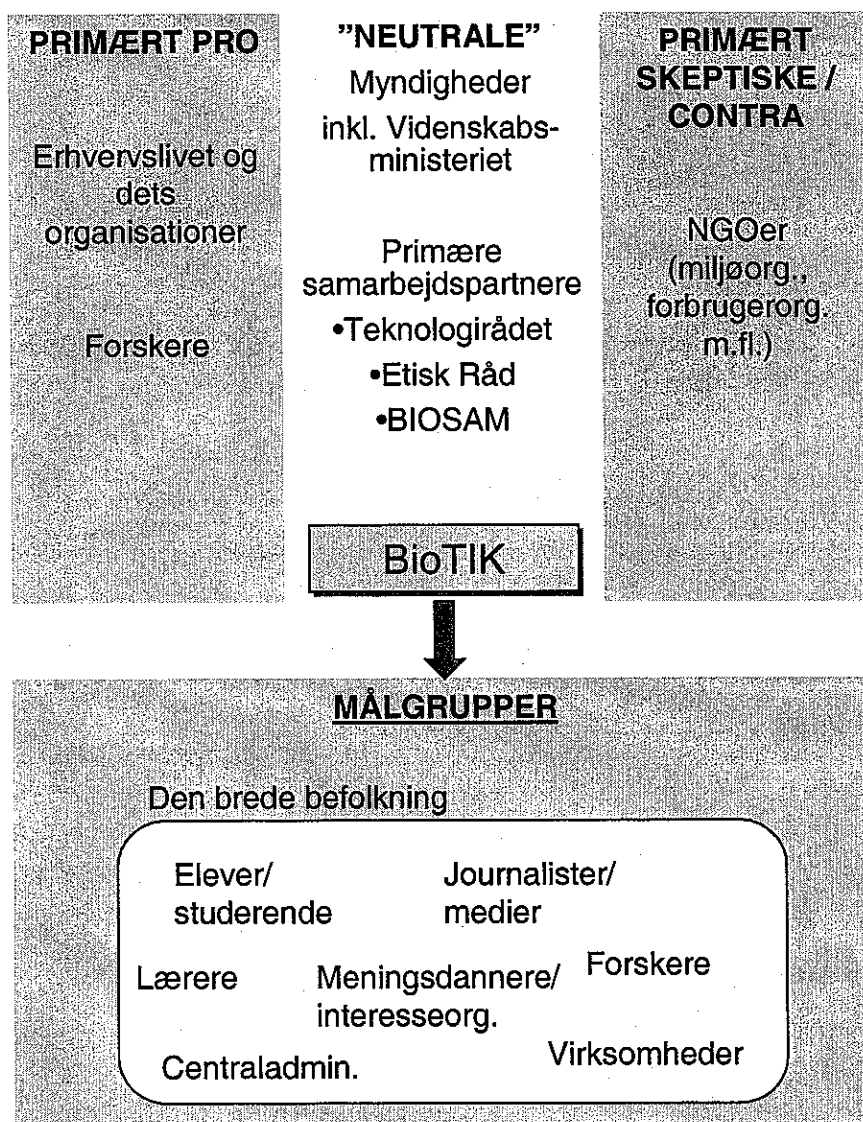 PRIMÆRT PRO
Erhvervslivet og
dets
organisationer
Forskere
”NEUTRALE”
Myndigheder
inkl. Videnskabs-
ministeriet
Primære
samarbejdspartnere
•Teknologirådet
•Etisk Råd
•BIOSAM
PRIMÆRT
SKEPTISKE /
CONTRA
NGOer
(miljøorg.,
forbrugerorg.
m.fl.)
BioTIK
MÅLGRUPPER
Den brede befolkning
Elever/
studerende
Journalister/
medier
Lærere
Meningsdannere/
interesseorg.
Forskere
Centraladmin.
Virksomheder